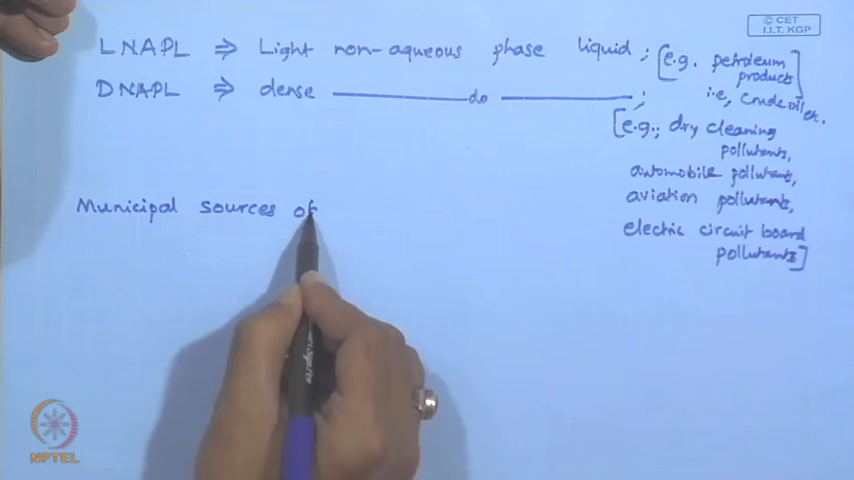 © CET
I.I.T. KGP
LNAPL ⇒ Light non-aqueous phase liquid ; [e.g. petroleum
products]
i.e, crude oil etc.
DNAPL ⇒ dense ———do——— ;
[e.g., dry cleaning
pollutants,
automobile pollutant,
aviation pollutants,
electric circuit board
pollutants]
Municipal sources of
NPTEL